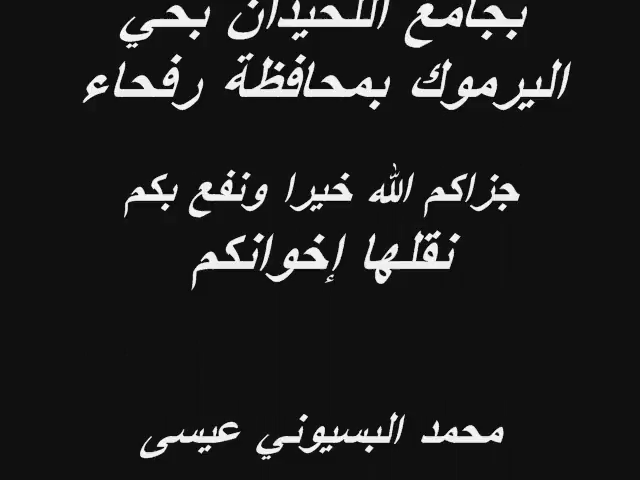 بجامع اللحيدان بحي
اليرموك بمحافظة رفحاء
جزاكم الله خيرا ونفع بكم
نقلها إخوانكم
محمد البسيوني عيسى